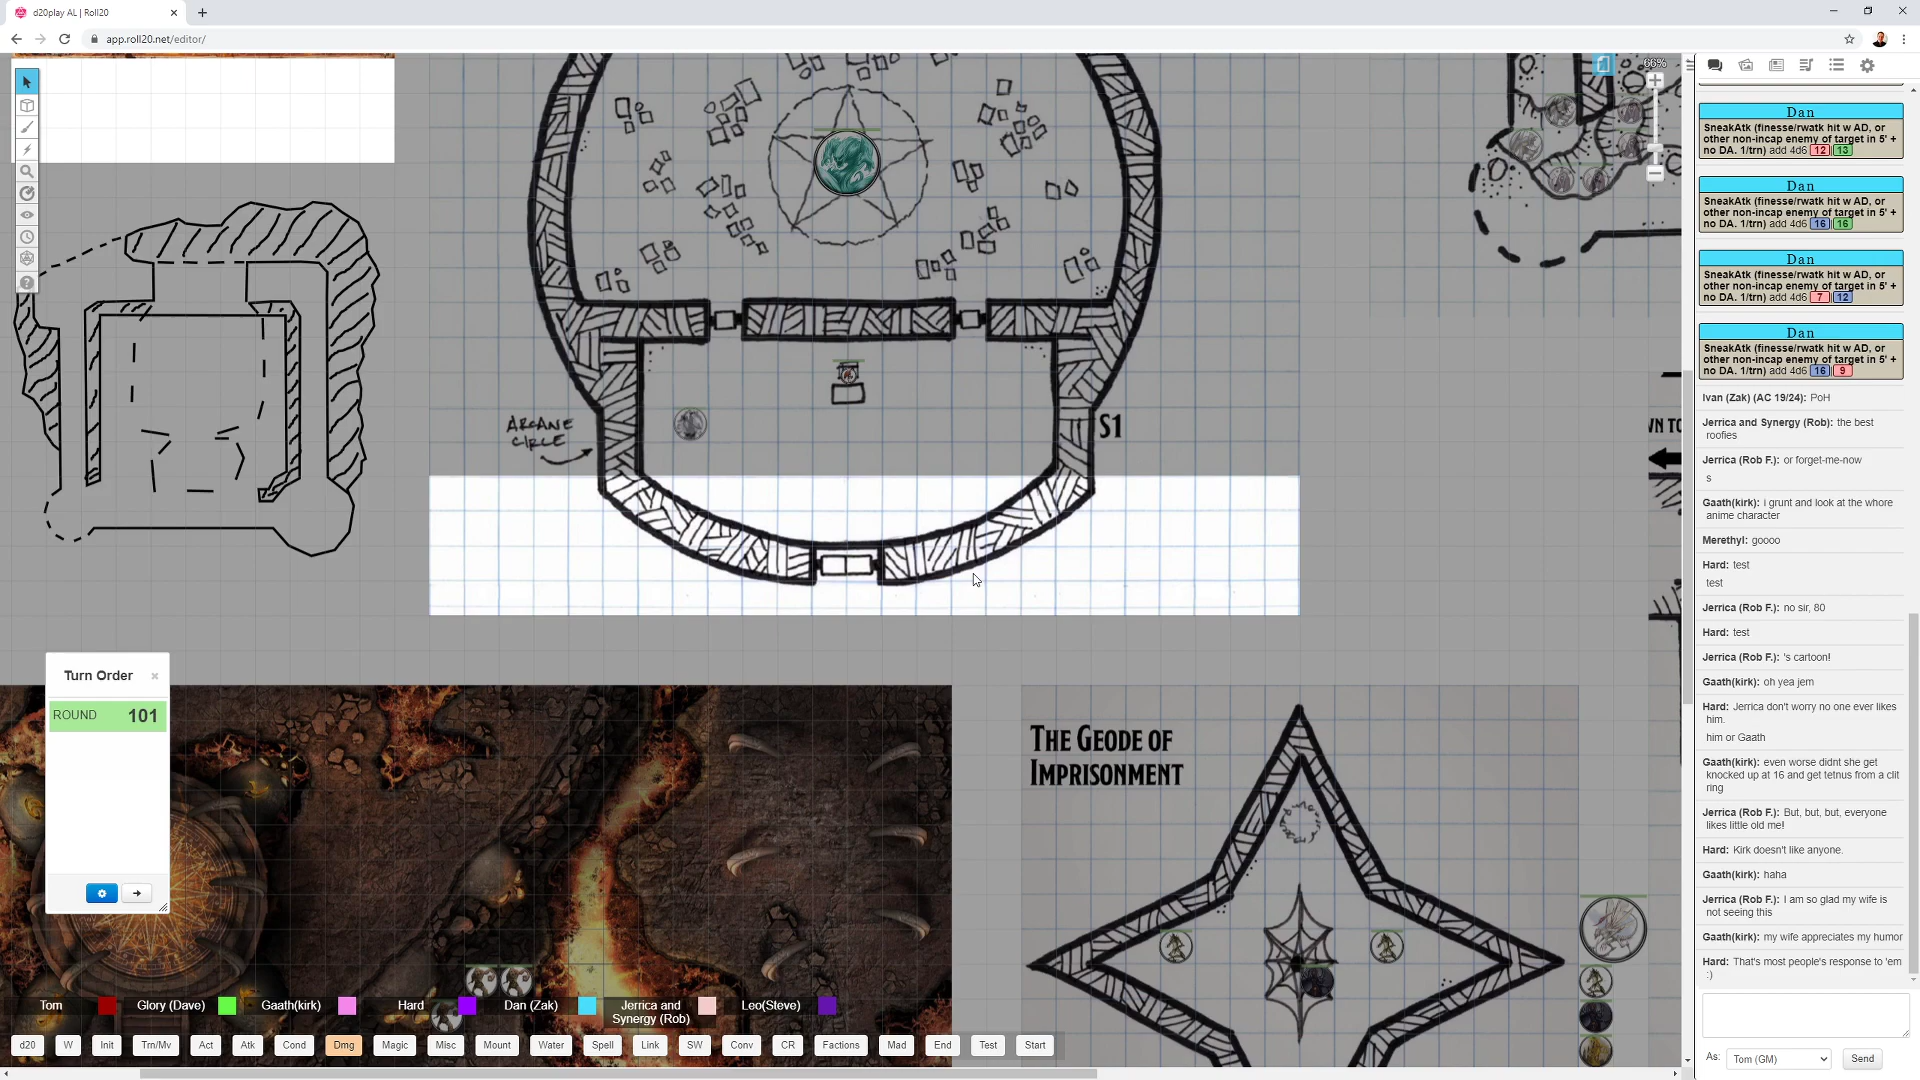 d20play AL | Roll20
app.roll20.net/editor/
66%
ARCANE
CIRCLE
S1
WN TO
THE GEODE OF
IMPRISONMENT
Turn Order
ROUND 101
Tom
Glory (Dave)
Gaath(kirk)
Hard
Dan (Zak)
Jerrica and
Synergy (Rob)
Leo(Steve)
d20 W Init Trn/Mv Act Atk Cond Dmg Magic Misc Mount Water Spell Link SW Conv CR Factions Mad End Test Start
Dan
SneakAtk (finesse/rwatk hit w AD, or
other non-incap enemy of target in 5' +
no DA. 1/trn) add 4d6 12 13
Dan
SneakAtk (finesse/rwatk hit w AD, or
other non-incap enemy of target in 5' +
no DA. 1/trn) add 4d6 16 16
Dan
SneakAtk (finesse/rwatk hit w AD, or
other non-incap enemy of target in 5' +
no DA. 1/trn) add 4d6 7 12
Dan
SneakAtk (finesse/rwatk hit w AD, or
other non-incap enemy of target in 5' +
no DA. 1/trn) add 4d6 16 9
Ivan (Zak) (AC 19/24): PoH
Jerrica and Synergy (Rob): the best
roofies
Jerrica (Rob F.): or forget-me-now
s
Gaath(kirk): i grunt and look at the whore
anime character
Merethyl: goooo
Hard: test
test
Jerrica (Rob F.): no sir, 80
Hard: test
Jerrica (Rob F.): 's cartoon!
Gaath(kirk): oh yea jem
Hard: Jerrica don't worry no one ever likes
him.
him or Gaath
Gaath(kirk): even worse didnt she get
knocked up at 16 and get tetnus from a clit
ring
Jerrica (Rob F.): But, but, but, everyone
likes little old me!
Hard: Kirk doesn't like anyone.
Gaath(kirk): haha
Jerrica (Rob F.): I am so glad my wife is
not seeing this
Gaath(kirk): my wife appreciates my humor
Hard: That's most people's response to 'em
:)
As: Tom (GM) Send